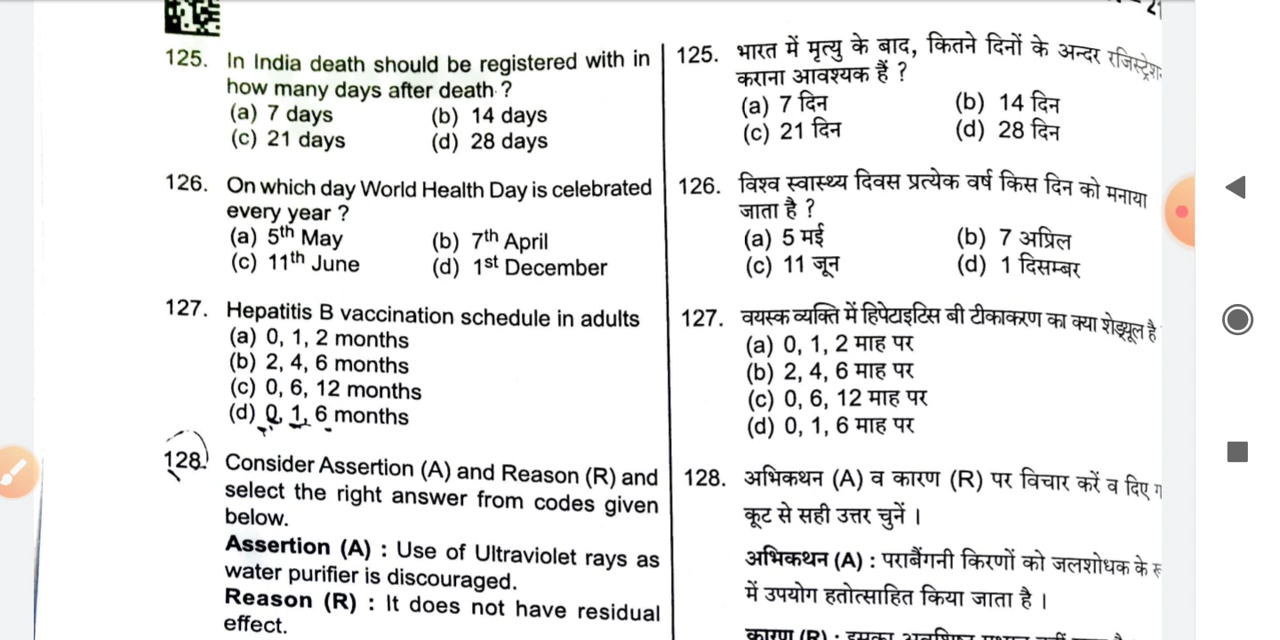 125. In India death should be registered with in
how many days after death ?
(a) 7 days (b) 14 days
(c) 21 days (d) 28 days
126. On which day World Health Day is celebrated
every year ?
(a) 5th May (b) 7th April
(c) 11th June (d) 1st December
127. Hepatitis B vaccination schedule in adults
(a) 0, 1, 2 months
(b) 2, 4, 6 months
(c) 0, 6, 12 months
(d) 0, 1, 6 months
128. Consider Assertion (A) and Reason (R) and
select the right answer from codes given
below.
Assertion (A) : Use of Ultraviolet rays as
water purifier is discouraged.
Reason (R) : It does not have residual
effect.
125. भारत में मृत्यु के बाद, कितने दिनों के अन्दर
कराना आवश्यक हैं ?
(a) 7 दिन (b) 14 दिन
(c) 21 दिन (d) 28 दिन
126. विश्व स्वास्थ्य दिवस प्रत्येक वर्ष किस दिन को मनाया
जाता है ?
(a) 5 मई (b) 7 अप्रिल
(c) 11 जून (d) 1 दिसम्बर
127. वयस्क व्यक्ति में हिपेटाइटिस बी टीकाकरण का क्या शेड्यूल है
(a) 0, 1, 2 माह पर
(b) 2, 4, 6 माह पर
(c) 0, 6, 12 माह पर
(d) 0, 1, 6 माह पर
128. अभिकथन (A) व कारण (R) पर विचार करें व दिए
कूट से सही उत्तर चुनें ।
अभिकथन (A) : पराबैंगनी किरणों को जलशोधक के
में उपयोग हतोत्साहित किया जाता है ।
कारण (R) :